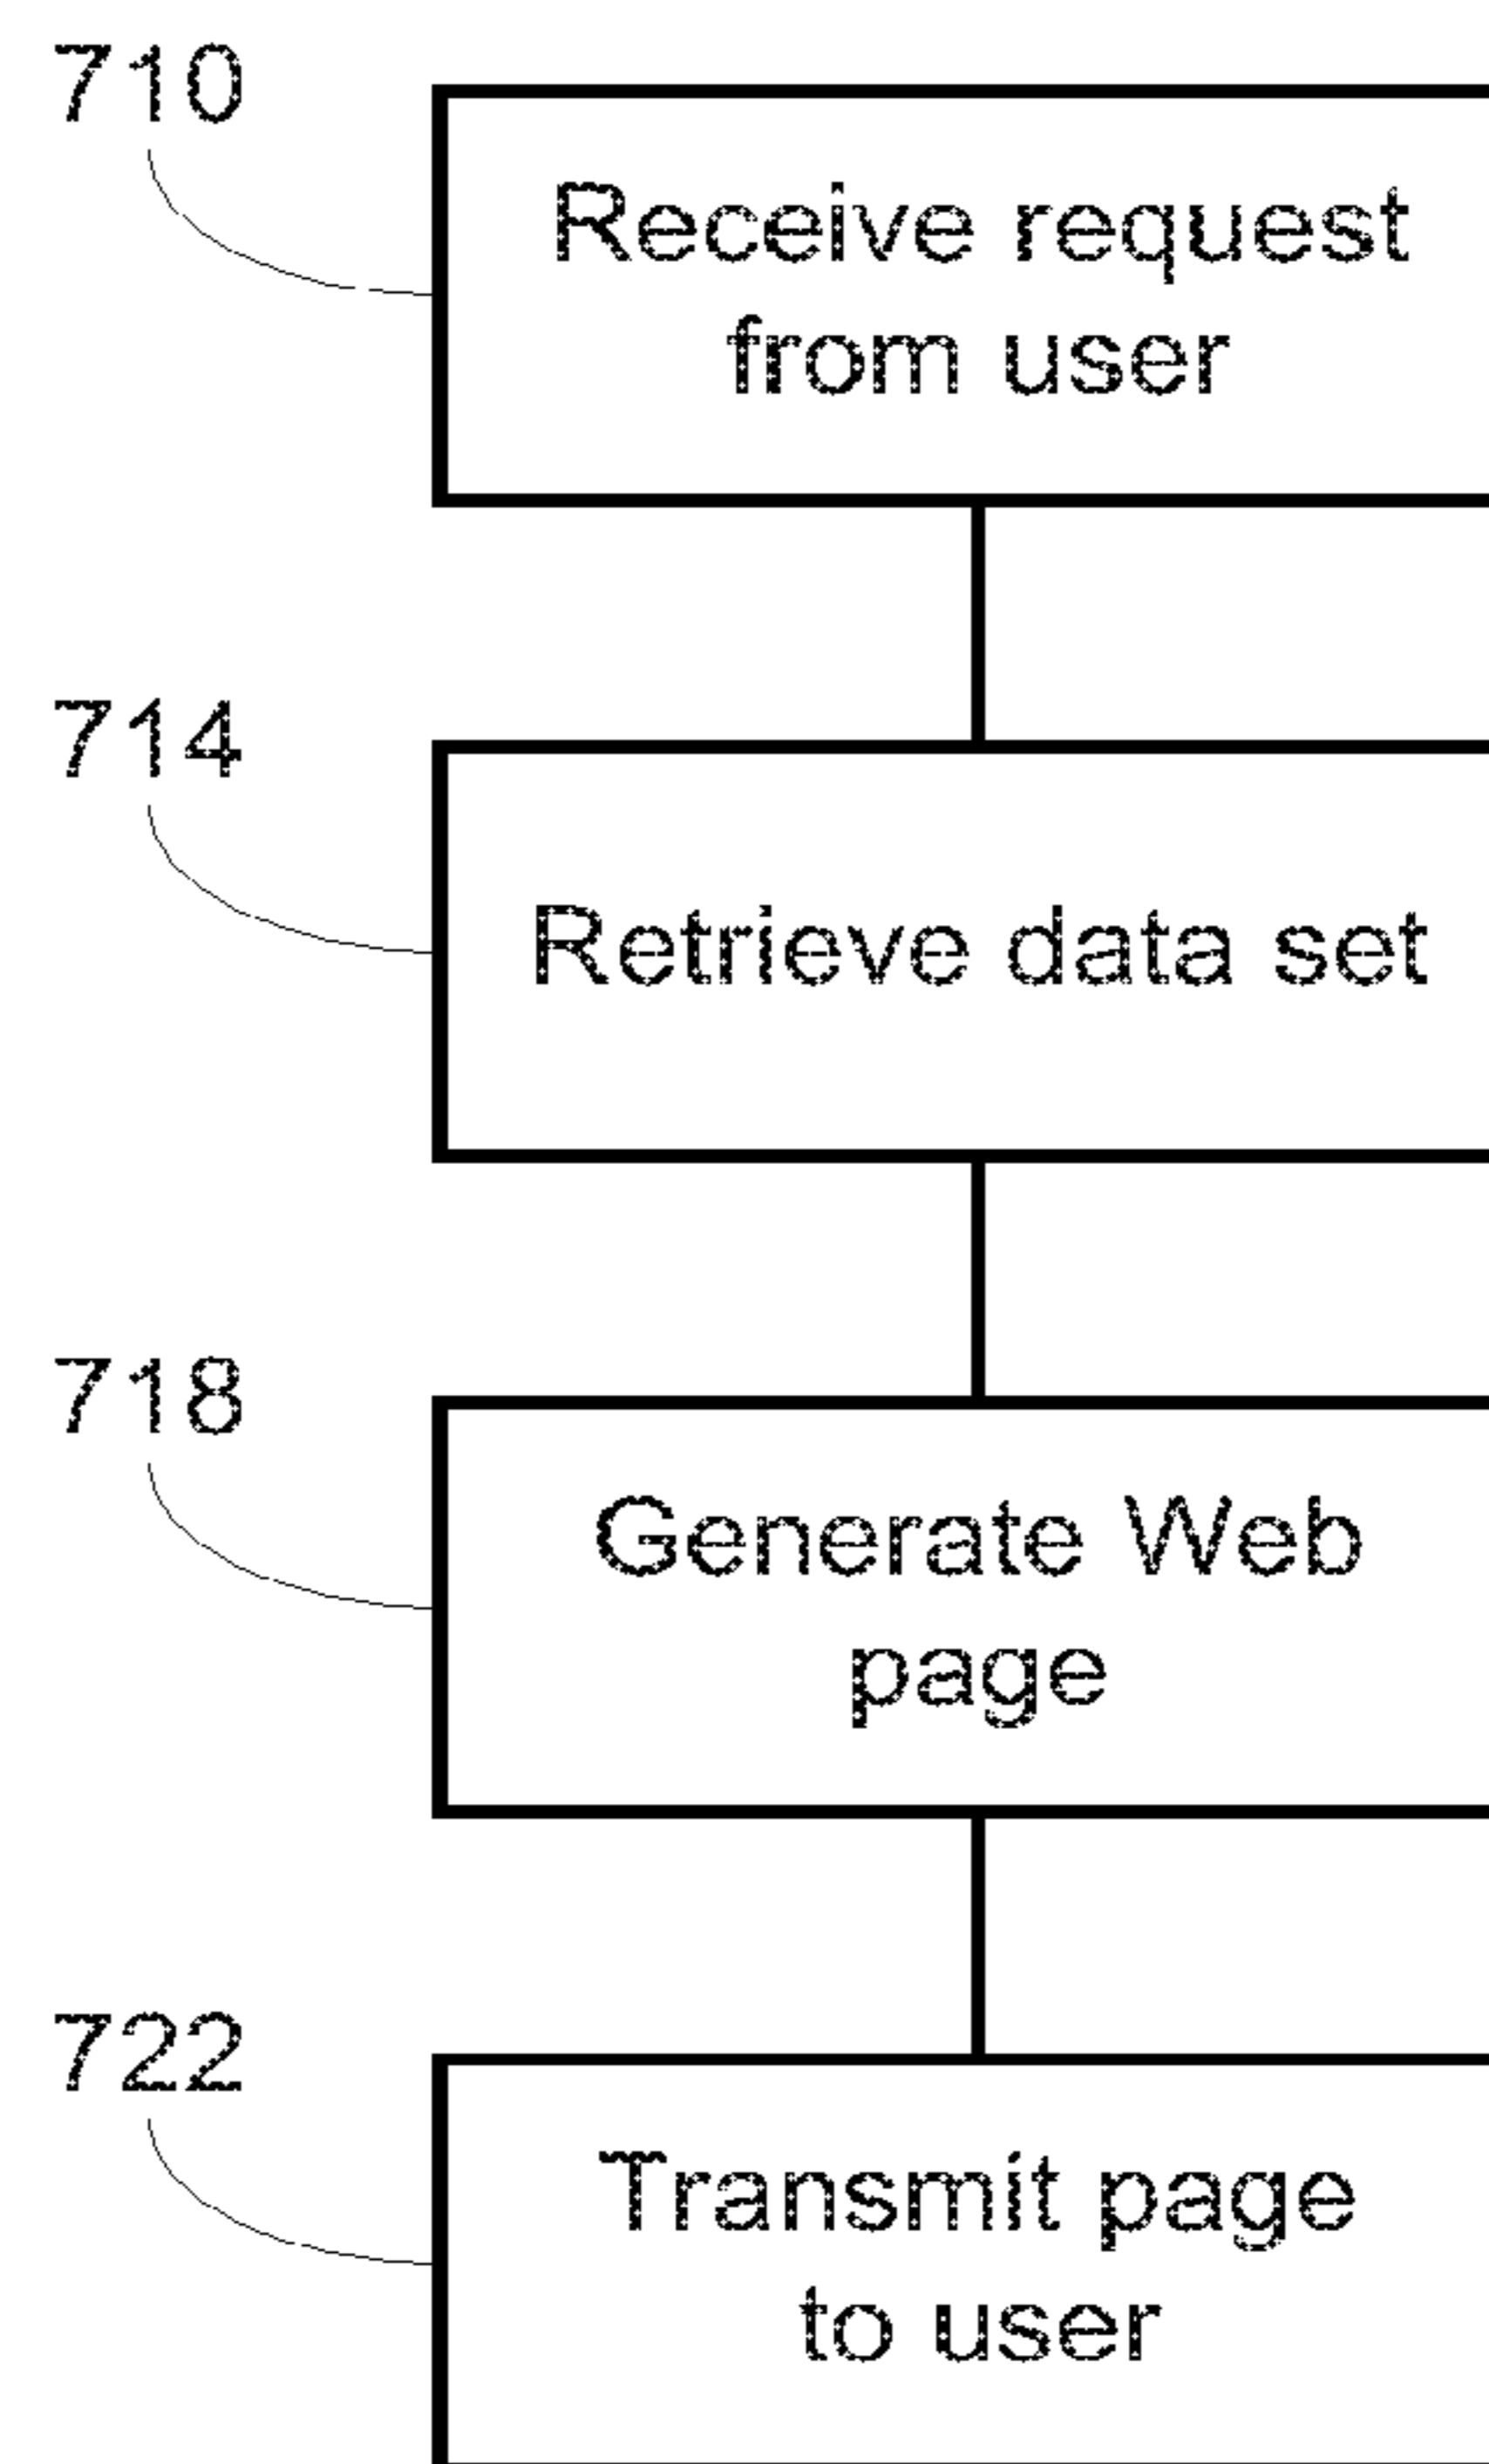 710
Receive request
from user
714
Retrieve data set
718
Generate Web
page
722
Transmit page
to user